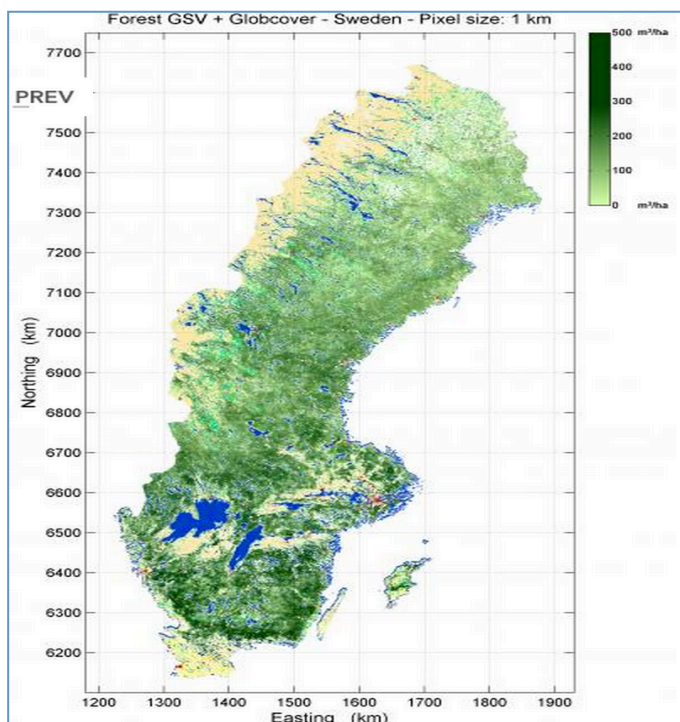 Forest GSV + Globcover - Sweden - Pixel size: 1 km
500 m³/ha
400
300
200
100
0 m³/ha
PREV
Northing (km)
7700
7500
7400
7300
7200
7100
7000
6900
6800
6700
6600
6500
6400
6300
6200
1200 1300 1400 1500 1600 1700 1800 1900
Easting (km)